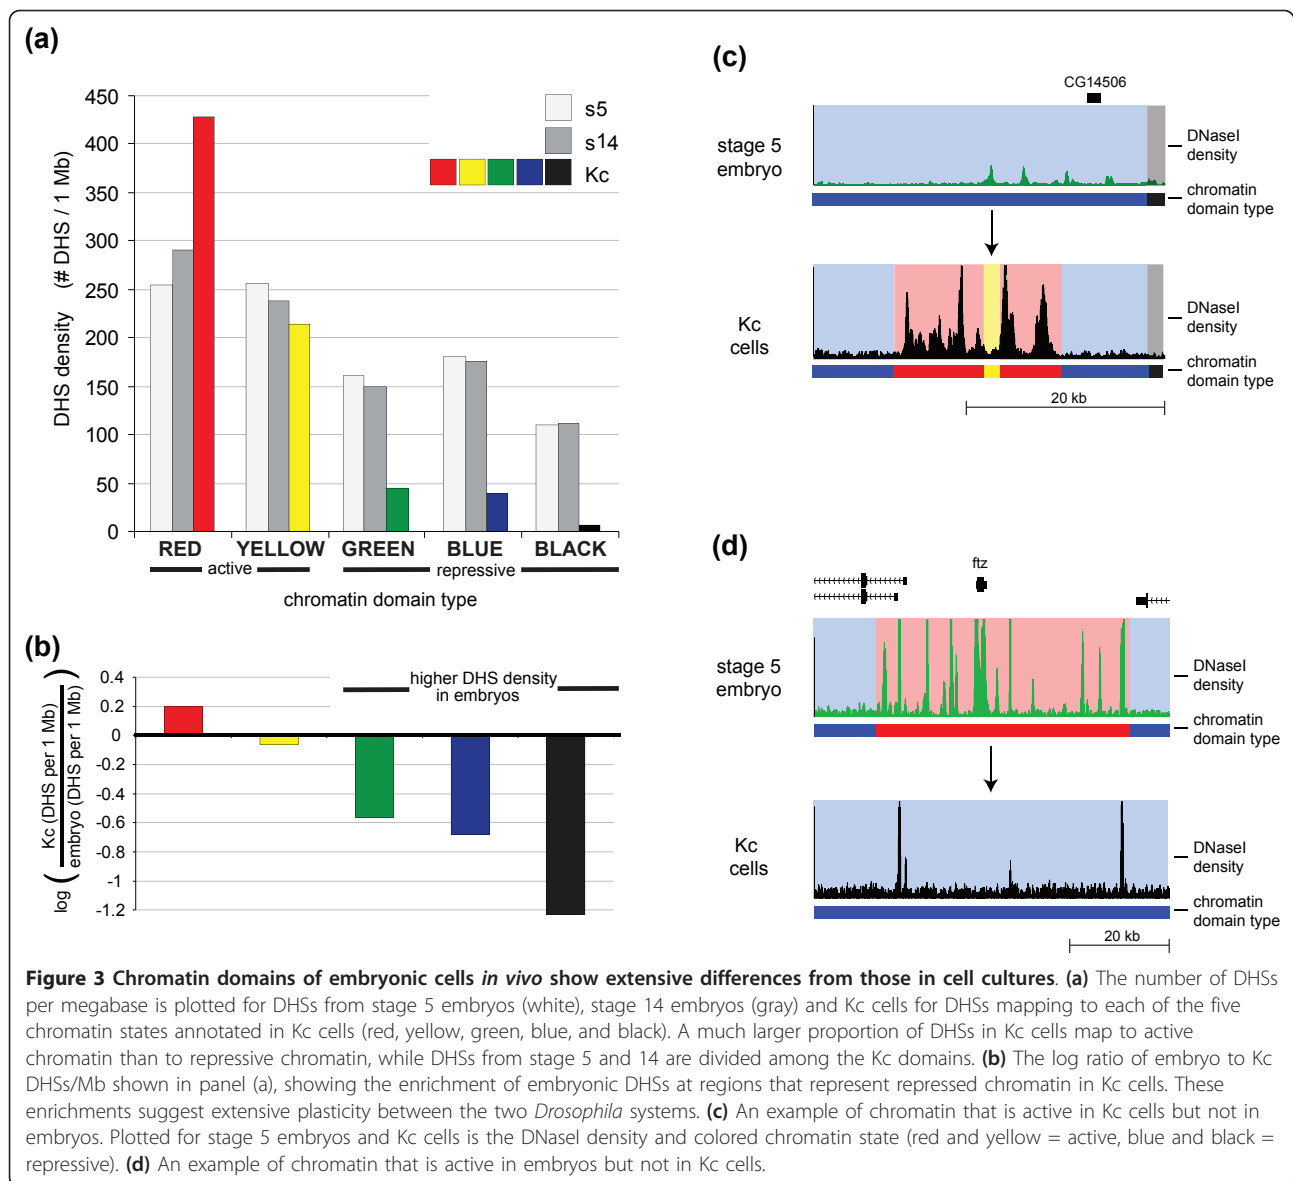 (a)
450
400
350
300
250
200
150
100
50
0
DHS density (# DHS / 1 Mb)
s5
s14
Kc
RED YELLOW GREEN BLUE BLACK
active repressive
chromatin domain type
(b)
0.4
0.2
0
-0.2
-0.4
-0.6
-0.8
-1
-1.2
log ( Kc (DHS per 1 Mb)
embryo (DHS per 1 Mb) )
higher DHS density
in embryos
(c)
CG14506
stage 5
embryo
DNaseI
density
chromatin
domain type
Kc
cells
DNaseI
density
chromatin
domain type
20 kb
(d)
ftz
stage 5
embryo
DNaseI
density
chromatin
domain type
Kc
cells
DNaseI
density
chromatin
domain type
20 kb
Figure 3 Chromatin domains of embryonic cells in vivo show extensive differences from those in cell cultures. (a) The number of DHSs
per megabase is plotted for DHSs from stage 5 embryos (white), stage 14 embryos (gray) and Kc cells for DHSs mapping to each of the five
chromatin states annotated in Kc cells (red, yellow, green, blue, and black). A much larger proportion of DHSs in Kc cells map to active
chromatin than to repressive chromatin, while DHSs from stage 5 and 14 are divided among the Kc domains. (b) The log ratio of embryo to Kc
DHSs/Mb shown in panel (a), showing the enrichment of embryonic DHSs at regions that represent repressed chromatin in Kc cells. These
enrichments suggest extensive plasticity between the two Drosophila systems. (c) An example of chromatin that is active in Kc cells but not in
embryos. Plotted for stage 5 embryos and Kc cells is the DNaseI density and colored chromatin state (red and yellow = active, blue and black =
repressive). (d) An example of chromatin that is active in embryos but not in Kc cells.